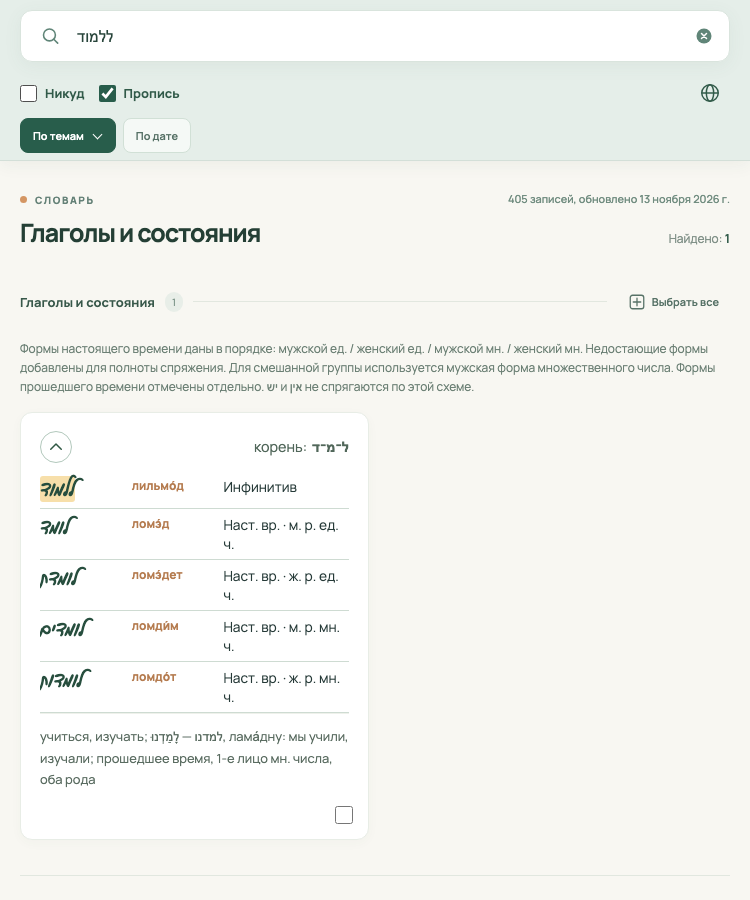 ללמוד
Никуд Пропись
По темам По дате
СЛОВАРЬ
405 записей, обновлено 13 ноября 2026 г.
Глаголы и состояния
Найдено: 1
Глаголы и состояния 1 Выбрать все
Формы настоящего времени даны в порядке: мужской ед. / женский ед. / мужской мн. / женский мн. Недостающие формы
добавлены для полноты спряжения. Для смешанной группы используется мужская форма множественного числа. Формы
прошедшего времени отмечены отдельно. יש и אין не спрягаются по этой схеме.
корень: ל־מ־ד
ללמוד лильмо́д Инфинитив
לומד ломэ́д Наст. вр. · м. р. ед.
ч.
לומדת ломэ́дет Наст. вр. · ж. р. ед.
ч.
לומדים ломди́м Наст. вр. · м. р. мн.
ч.
לומדות ломдо́т Наст. вр. · ж. р. мн.
ч.
учиться, изучать; למדנו — לָמַדְנוּ, лама́дну: мы учили,
изучали; прошедшее время, 1-е лицо мн. числа,
оба рода